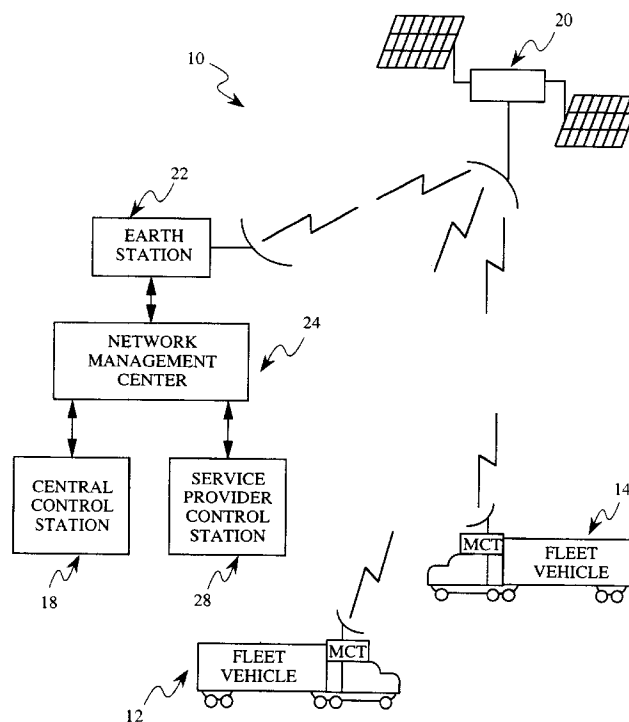 20
10
22
EARTH
STATION
24
NETWORK
MANAGEMENT
CENTER
CENTRAL
CONTROL
STATION
SERVICE
PROVIDER
CONTROL
STATION
18
28
14
MCT
FLEET
VEHICLE
FLEET
VEHICLE
MCT
12